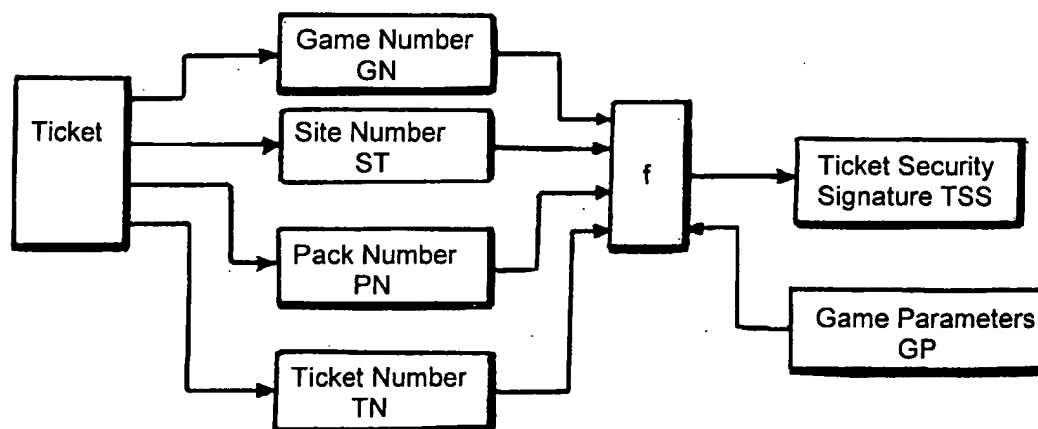 Ticket
Game Number
GN
Site Number
ST
Pack Number
PN
Ticket Number
TN
f
Ticket Security
Signature TSS
Game Parameters
GP